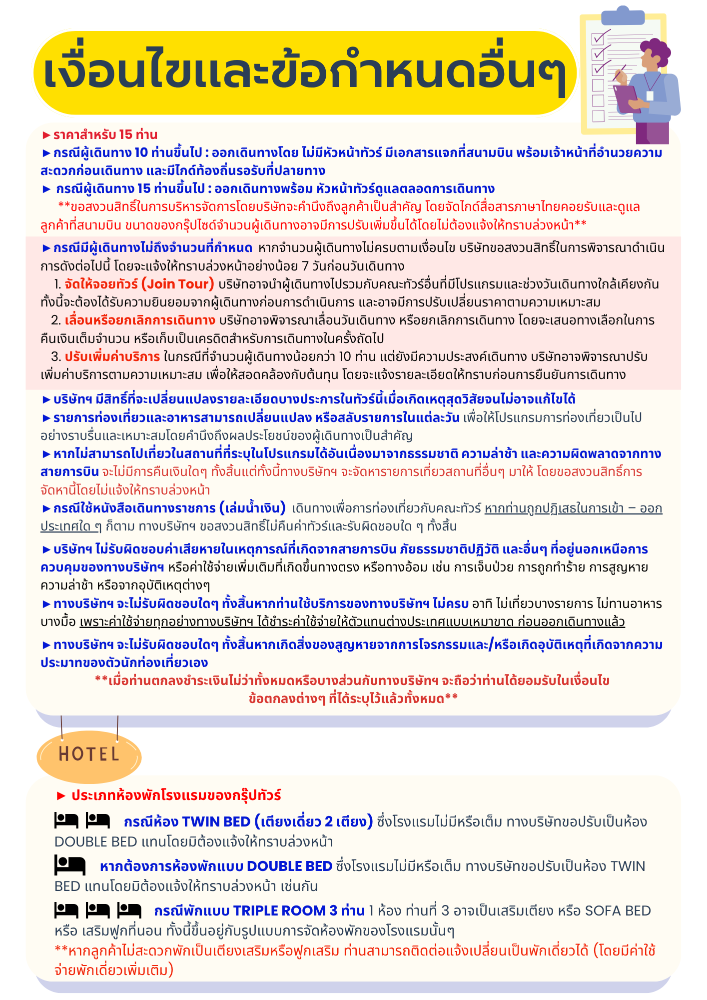 เงื่อนไขและข้อกำหนดอื่นๆ
►ราคาสำหรับ 15 ท่าน
►กรณีผู้เดินทาง 10 ท่านขึ้นไป : ออกเดินทางโดย ไม่มีหัวหน้าทัวร์ มีเอกสารแจกที่สนามบิน พร้อมเจ้าหน้าที่อำนวยความ
สะดวกก่อนเดินทาง และมีไกด์ท้องถิ่นรอรับที่ปลายทาง
► กรณีผู้เดินทาง 15 ท่านขึ้นไป : ออกเดินทางพร้อม หัวหน้าทัวร์ดูแลตลอดการเดินทาง
**ขอสงวนสิทธิ์ในการบริหารจัดการโดยบริษัทจะคำนึงถึงลูกค้าเป็นสำคัญ โดยจัดไกด์สื่อสารภาษาไทยคอยรับและดูแล
ลูกค้าที่สนามบิน ขนาดของกรุ๊ปไซด์จำนวนผู้เดินทางอาจมีการปรับเพิ่มขึ้นได้โดยไม่ต้องแจ้งให้ทราบล่วงหน้า**
►กรณีมีผู้เดินทางไม่ถึงจำนวนที่กำหนด หากจำนวนผู้เดินทางไม่ครบตามเงื่อนไข บริษัทขอสงวนสิทธิ์ในการพิจารณาดำเนิน
การดังต่อไปนี้ โดยจะแจ้งให้ทราบล่วงหน้าอย่างน้อย 7 วันก่อนวันเดินทาง
1. จัดให้จอยทัวร์ (Join Tour) บริษัทอาจนำผู้เดินทางไปรวมกับคณะทัวร์อื่นที่มีโปรแกรมและช่วงวันเดินทางใกล้เคียงกัน
ทั้งนี้จะต้องได้รับความยินยอมจากผู้เดินทางก่อนการดำเนินการ และอาจมีการปรับเปลี่ยนราคาตามความเหมาะสม
2. เลื่อนหรือยกเลิกการเดินทาง บริษัทอาจพิจารณาเลื่อนวันเดินทาง หรือยกเลิกการเดินทาง โดยจะเสนอทางเลือกในการ
คืนเงินเต็มจำนวน หรือเก็บเป็นเครดิตสำหรับการเดินทางในครั้งถัดไป
3. ปรับเพิ่มค่าบริการ ในกรณีที่จำนวนผู้เดินทางน้อยกว่า 10 ท่าน แต่ยังมีความประสงค์เดินทาง บริษัทอาจพิจารณาปรับ
เพิ่มค่าบริการตามความเหมาะสม เพื่อให้สอดคล้องกับต้นทุน โดยจะแจ้งรายละเอียดให้ทราบก่อนการยืนยันการเดินทาง
►บริษัทฯ มีสิทธิ์ที่จะเปลี่ยนแปลงรายละเอียดบางประการในทัวร์นี้เมื่อเกิดเหตุสุดวิสัยจนไม่อาจแก้ไขได้
►รายการท่องเที่ยวและอาหารสามารถเปลี่ยนแปลง หรือสลับรายการในแต่ละวัน เพื่อให้โปรแกรมการท่องเที่ยวเป็นไป
อย่างราบรื่นและเหมาะสมโดยคำนึงถึงผลประโยชน์ของผู้เดินทางเป็นสำคัญ
►หากไม่สามารถไปเที่ยวในสถานที่ที่ระบุในโปรแกรมได้อันเนื่องมาจากธรรมชาติ ความล่าช้า และความผิดพลาดจากทาง
สายการบิน จะไม่มีการคืนเงินใดๆ ทั้งสิ้นแต่ทั้งนี้ทางบริษัทฯ จะจัดหารายการเที่ยวสถานที่อื่นๆ มาให้ โดยขอสงวนสิทธิ์การ
จัดหานี้โดยไม่แจ้งให้ทราบล่วงหน้า
►กรณีใช้หนังสือเดินทางราชการ (เล่มน้ำเงิน) เดินทางเพื่อการท่องเที่ยวกับคณะทัวร์ หากท่านถูกปฏิเสธในการเข้า – ออก
ประเทศใด ๆ ก็ตาม ทางบริษัทฯ ขอสงวนสิทธิ์ไม่คืนค่าทัวร์และรับผิดชอบใด ๆ ทั้งสิ้น
►บริษัทฯ ไม่รับผิดชอบค่าเสียหายในเหตุการณ์ที่เกิดจากสายการบิน ภัยธรรมชาติปฏิวัติ และอื่นๆ ที่อยู่นอกเหนือการ
ควบคุมของทางบริษัทฯ หรือค่าใช้จ่ายเพิ่มเติมที่เกิดขึ้นทางตรง หรือทางอ้อม เช่น การเจ็บป่วย การถูกทำร้าย การสูญหาย
ความล่าช้า หรือจากอุบัติเหตุต่างๆ
►ทางบริษัทฯ จะไม่รับผิดชอบใดๆ ทั้งสิ้นหากท่านใช้บริการของทางบริษัทฯ ไม่ครบ อาทิ ไม่เที่ยวบางรายการ ไม่ทานอาหาร
บางมื้อ เพราะค่าใช้จ่ายทุกอย่างทางบริษัทฯ ได้ชำระค่าใช้จ่ายให้ตัวแทนต่างประเทศแบบเหมาขาด ก่อนออกเดินทางแล้ว
►ทางบริษัทฯ จะไม่รับผิดชอบใดๆ ทั้งสิ้นหากเกิดสิ่งของสูญหายจากการโจรกรรมและ/หรือเกิดอุบัติเหตุที่เกิดจากความ
ประมาทของตัวนักท่องเที่ยวเอง
**เมื่อท่านตกลงชำระเงินไม่ว่าทั้งหมดหรือบางส่วนกับทางบริษัทฯ จะถือว่าท่านได้ยอมรับในเงื่อนไข
ข้อตกลงต่างๆ ที่ได้ระบุไว้แล้วทั้งหมด**
HOTEL
► ประเภทห้องพักโรงแรมของกรุ๊ปทัวร์
กรณีห้อง TWIN BED (เตียงเดี่ยว 2 เตียง) ซึ่งโรงแรมไม่มีหรือเต็ม ทางบริษัทขอปรับเป็นห้อง
DOUBLE BED แทนโดยมิต้องแจ้งให้ทราบล่วงหน้า
หากต้องการห้องพักแบบ DOUBLE BED ซึ่งโรงแรมไม่มีหรือเต็ม ทางบริษัทขอปรับเป็นห้อง TWIN
BED แทนโดยมิต้องแจ้งให้ทราบล่วงหน้า เช่นกัน
กรณีพักแบบ TRIPLE ROOM 3 ท่าน 1 ห้อง ท่านที่ 3 อาจเป็นเสริมเตียง หรือ SOFA BED
หรือ เสริมฟูกที่นอน ทั้งนี้ขึ้นอยู่กับรูปแบบการจัดห้องพักของโรงแรมนั้นๆ
**หากลูกค้าไม่สะดวกพักเป็นเตียงเสริมหรือฟูกเสริม ท่านสามารถติดต่อแจ้งเปลี่ยนเป็นพักเดี่ยวได้ (โดยมีค่าใช้
จ่ายพักเดี่ยวเพิ่มเติม)